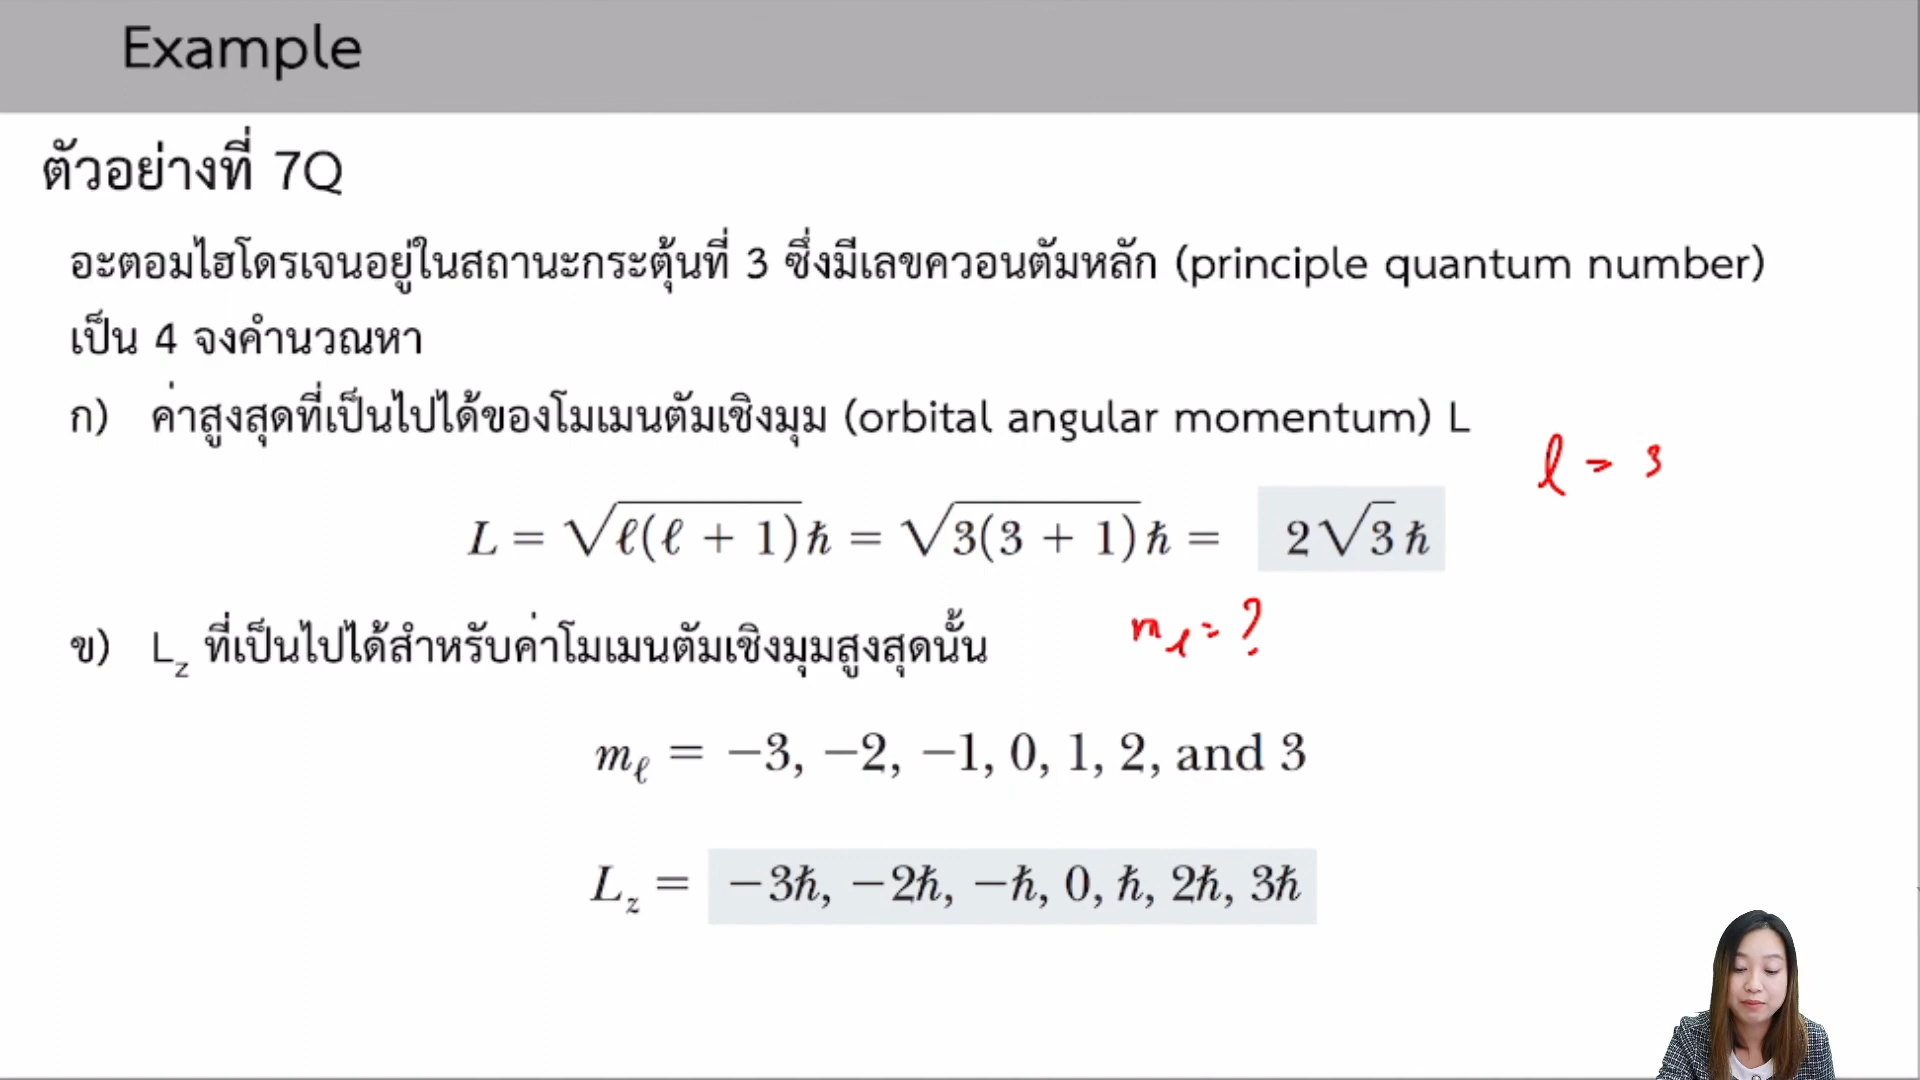 Example
ตัวอย่างที่ 7Q
อะตอมไฮโดรเจนอยู่ในสถานะกระตุ้นที่ 3 ซึ่งมีเลขควอนตัมหลัก (principle quantum number)
เป็น 4 จงคำนวณหา
ก) ค่าสูงสุดที่เป็นไปได้ของโมเมนตัมเชิงมุม (orbital angular momentum) L
ℓ = 3
L = √ℓ(ℓ + 1)ħ = √3(3 + 1)ħ = 2√3ħ
mℓ = ?
ข) Lz ที่เป็นไปได้สำหรับค่าโมเมนตัมเชิงมุมสูงสุดนั้น
mℓ = −3, −2, −1, 0, 1, 2, and 3
Lz = −3ħ, −2ħ, −ħ, 0, ħ, 2ħ, 3ħ